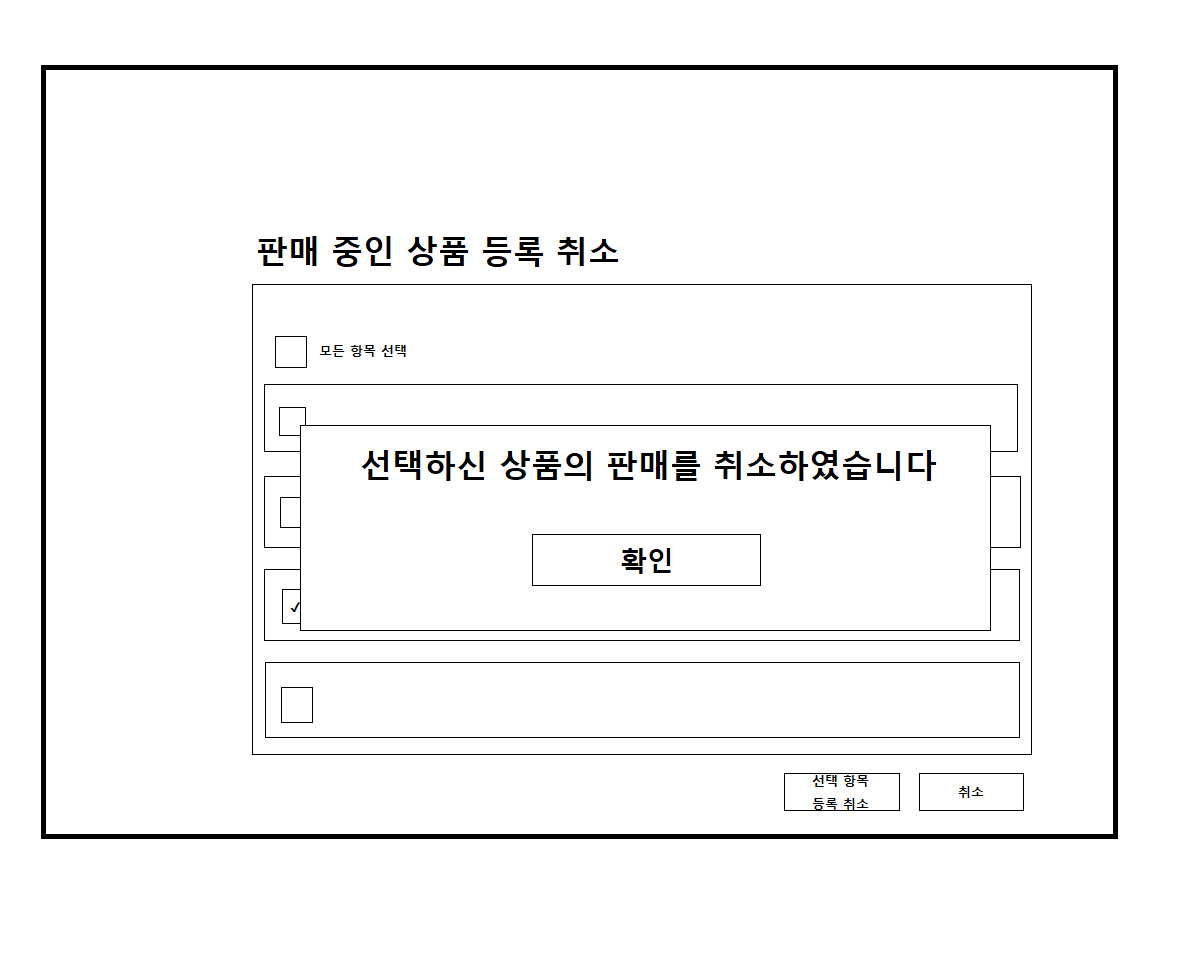 판매 중인 상품 등록 취소
모든 항목 선택
선택하신 상품의 판매를 취소하였습니다
확인
✓
선택 항목
등록 취소
취소